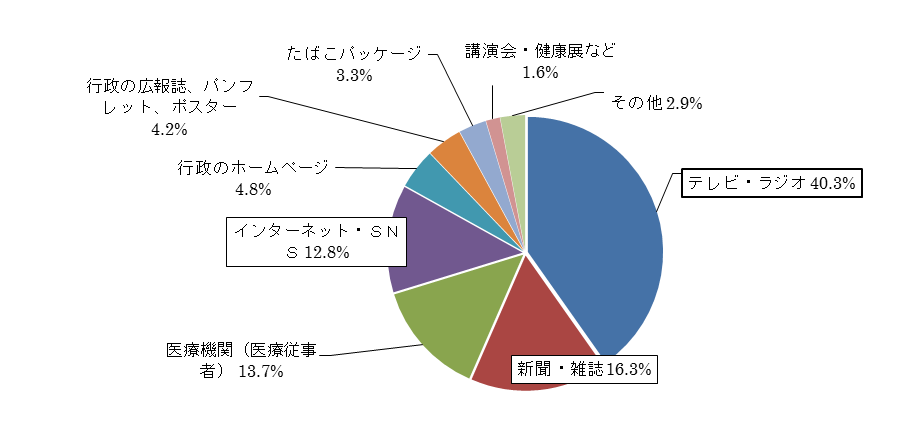 たばこパッケージ
3.3%
講演会・健康展など
1.6%
その他 2.9%
行政の広報誌、パンフ
レット、ポスター
4.2%
行政のホームページ
4.8%
テレビ・ラジオ 40.3%
インターネット・ＳＮ
Ｓ 12.8%
医療機関（医療従事
者） 13.7%
新聞・雑誌 16.3%